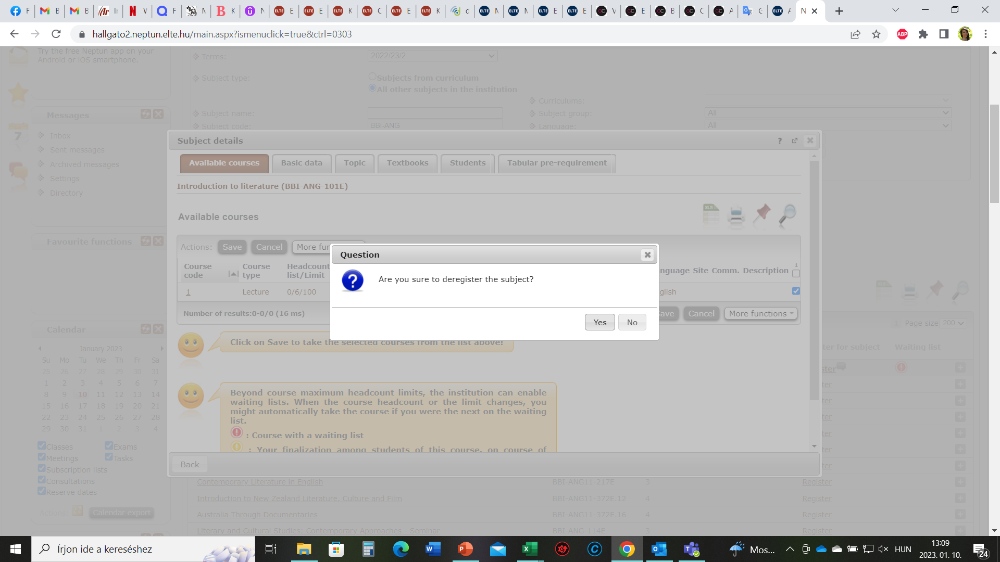 hallgato2.neptun.elte.hu/main.aspx?ismenuclick=true&ctrl=0303
Try the free Neptun app on your
Android or iOS smartphone.
Terms:
2022/23/2
Subject type:
Subjects from curriculum
All other subjects in the institution
Curriculums:
Subject name:
Subject group:
All
Subject code:
BBI-ANG
Language:
All
Messages
Inbox
Sent messages
Archived messages
Settings
Directory
Favourite functions
Calendar
January 2023
Su Mo Tu We Th Fr Sa
25 26 27 28 29 30 31
1 2 3 4 5 6 7
8 9 10 11 12 13 14
15 16 17 18 19 20 21
22 23 24 25 26 27 28
29 30 31 1 2 3 4
Classes
Exams
Meetings
Tasks
Subscription lists
Consultations
Reserve dates
Actions:
Calendar export
Subject details
Available courses
Basic data
Topic
Textbooks
Students
Tabular pre-requirement
Introduction to literature (BBI-ANG-101E)
Available courses
Actions: Save Cancel More fun
Course code
Course type
Headcount list/Limit
nguage Site Comm. Description 1
1 Lecture 0/6/100 glish
Number of results:0-0/0 (16 ms)
ave Cancel More functions
Click on Save to take the selected courses from the list above!
Beyond course maximum headcount limits, the institution can enable
waiting lists. When the course headcount or the limit changes, you
might automatically take the course if you were the next on the waiting
list.
: Course with a waiting list
: Your finalization among students of this course, on course of
Back
Question
Are you sure to deregister the subject?
Yes
No
1 Page size 200
ter for subject
Waiting list
ster
ter
ter
ter
ter
ter
ter
Contemporary Literature in English BBI-ANG11-217E 3 Register
Introduction to New Zealand Literature, Culture and Film BBI-ANG11-372E.12 4 Register
Australia Through Documentaries BBI-ANG11-372E.16 4 Register
Literary and Cultural Studies: Contemporary Approaches - Seminar BBI-ANG-114E 3 Register
Írjon ide a kereséshez
Mos...
HUN
13:09
2023. 01. 10.
24